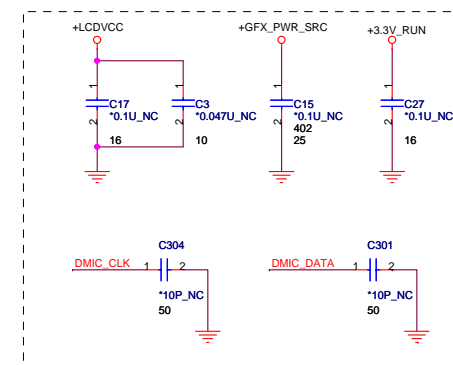 +LCDVCC
+GFX_PWR_SRC
+3.3V_RUN
1
1
1
1
C17
C3
C15
C27
*0.1U_NC
*0.047U_NC
*0.1U_NC
*0.1U_NC
2
2
2
2
402
16
10
25
16
C304
C301
DMIC_CLK
1
2
DMIC_DATA
1
2
*10P_NC
*10P_NC
50
50